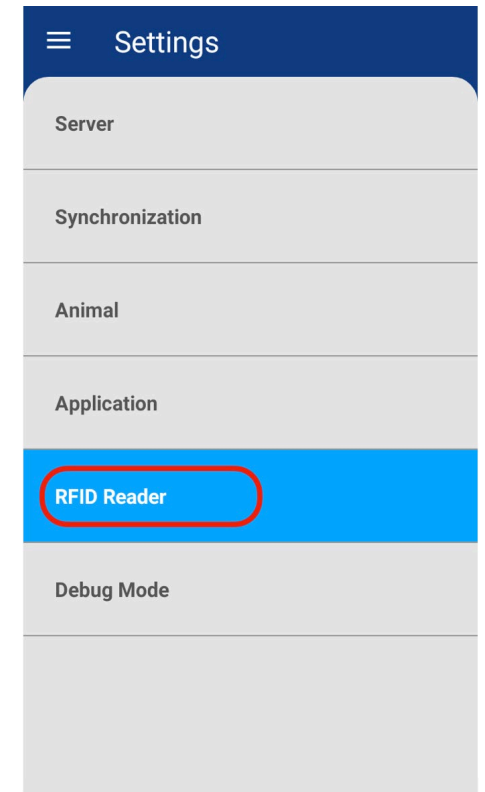 Settings
Server
Synchronization
Animal
Application
RFID Reader
Debug Mode